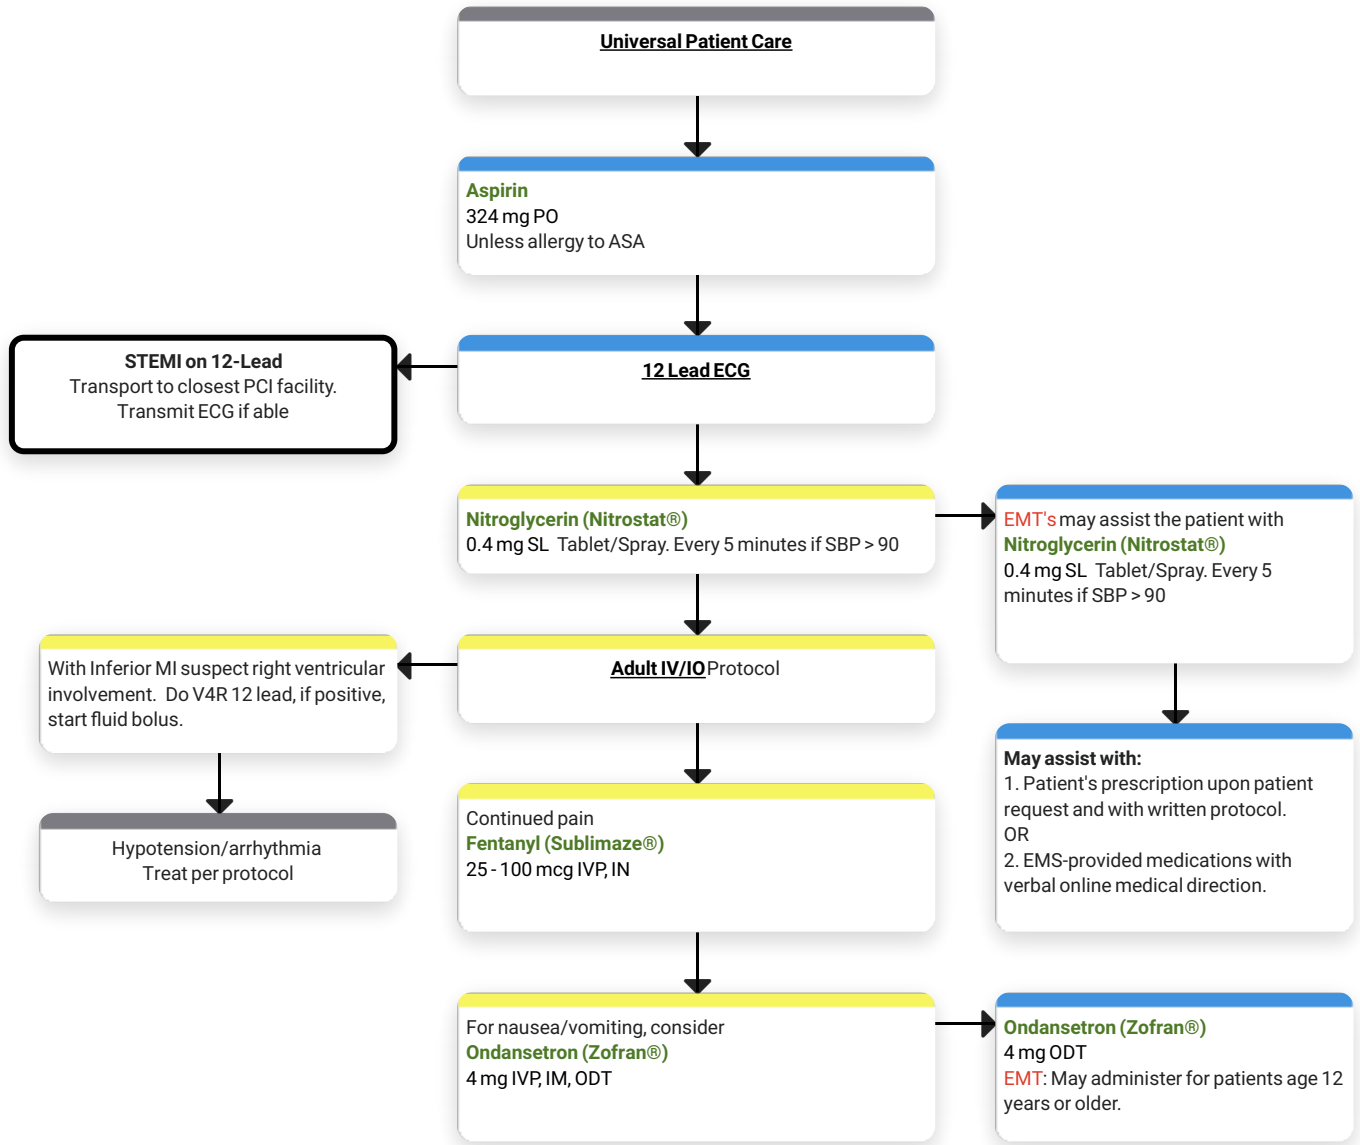 Universal Patient Care
Aspirin
324 mg PO
Unless allergy to ASA
STEMI on 12-Lead
Transport to closest PCI facility.
Transmit ECG if able
12 Lead ECG
Nitroglycerin (Nitrostat®)
0.4 mg SL  Tablet/Spray. Every 5 minutes if SBP > 90
EMT's may assist the patient with
Nitroglycerin (Nitrostat®)
0.4 mg SL  Tablet/Spray. Every 5
minutes if SBP > 90
With Inferior MI suspect right ventricular
involvement.  Do V4R 12 lead, if positive,
start fluid bolus.
Adult IV/IO Protocol
May assist with:
1. Patient's prescription upon patient
request and with written protocol.
OR
2. EMS-provided medications with
verbal online medical direction.
Hypotension/arrhythmia
Treat per protocol
Continued pain
Fentanyl (Sublimaze®)
25 - 100 mcg IVP, IN
For nausea/vomiting, consider
Ondansetron (Zofran®)
4 mg IVP, IM, ODT
Ondansetron (Zofran®)
4 mg ODT
EMT: May administer for patients age 12
years or older.